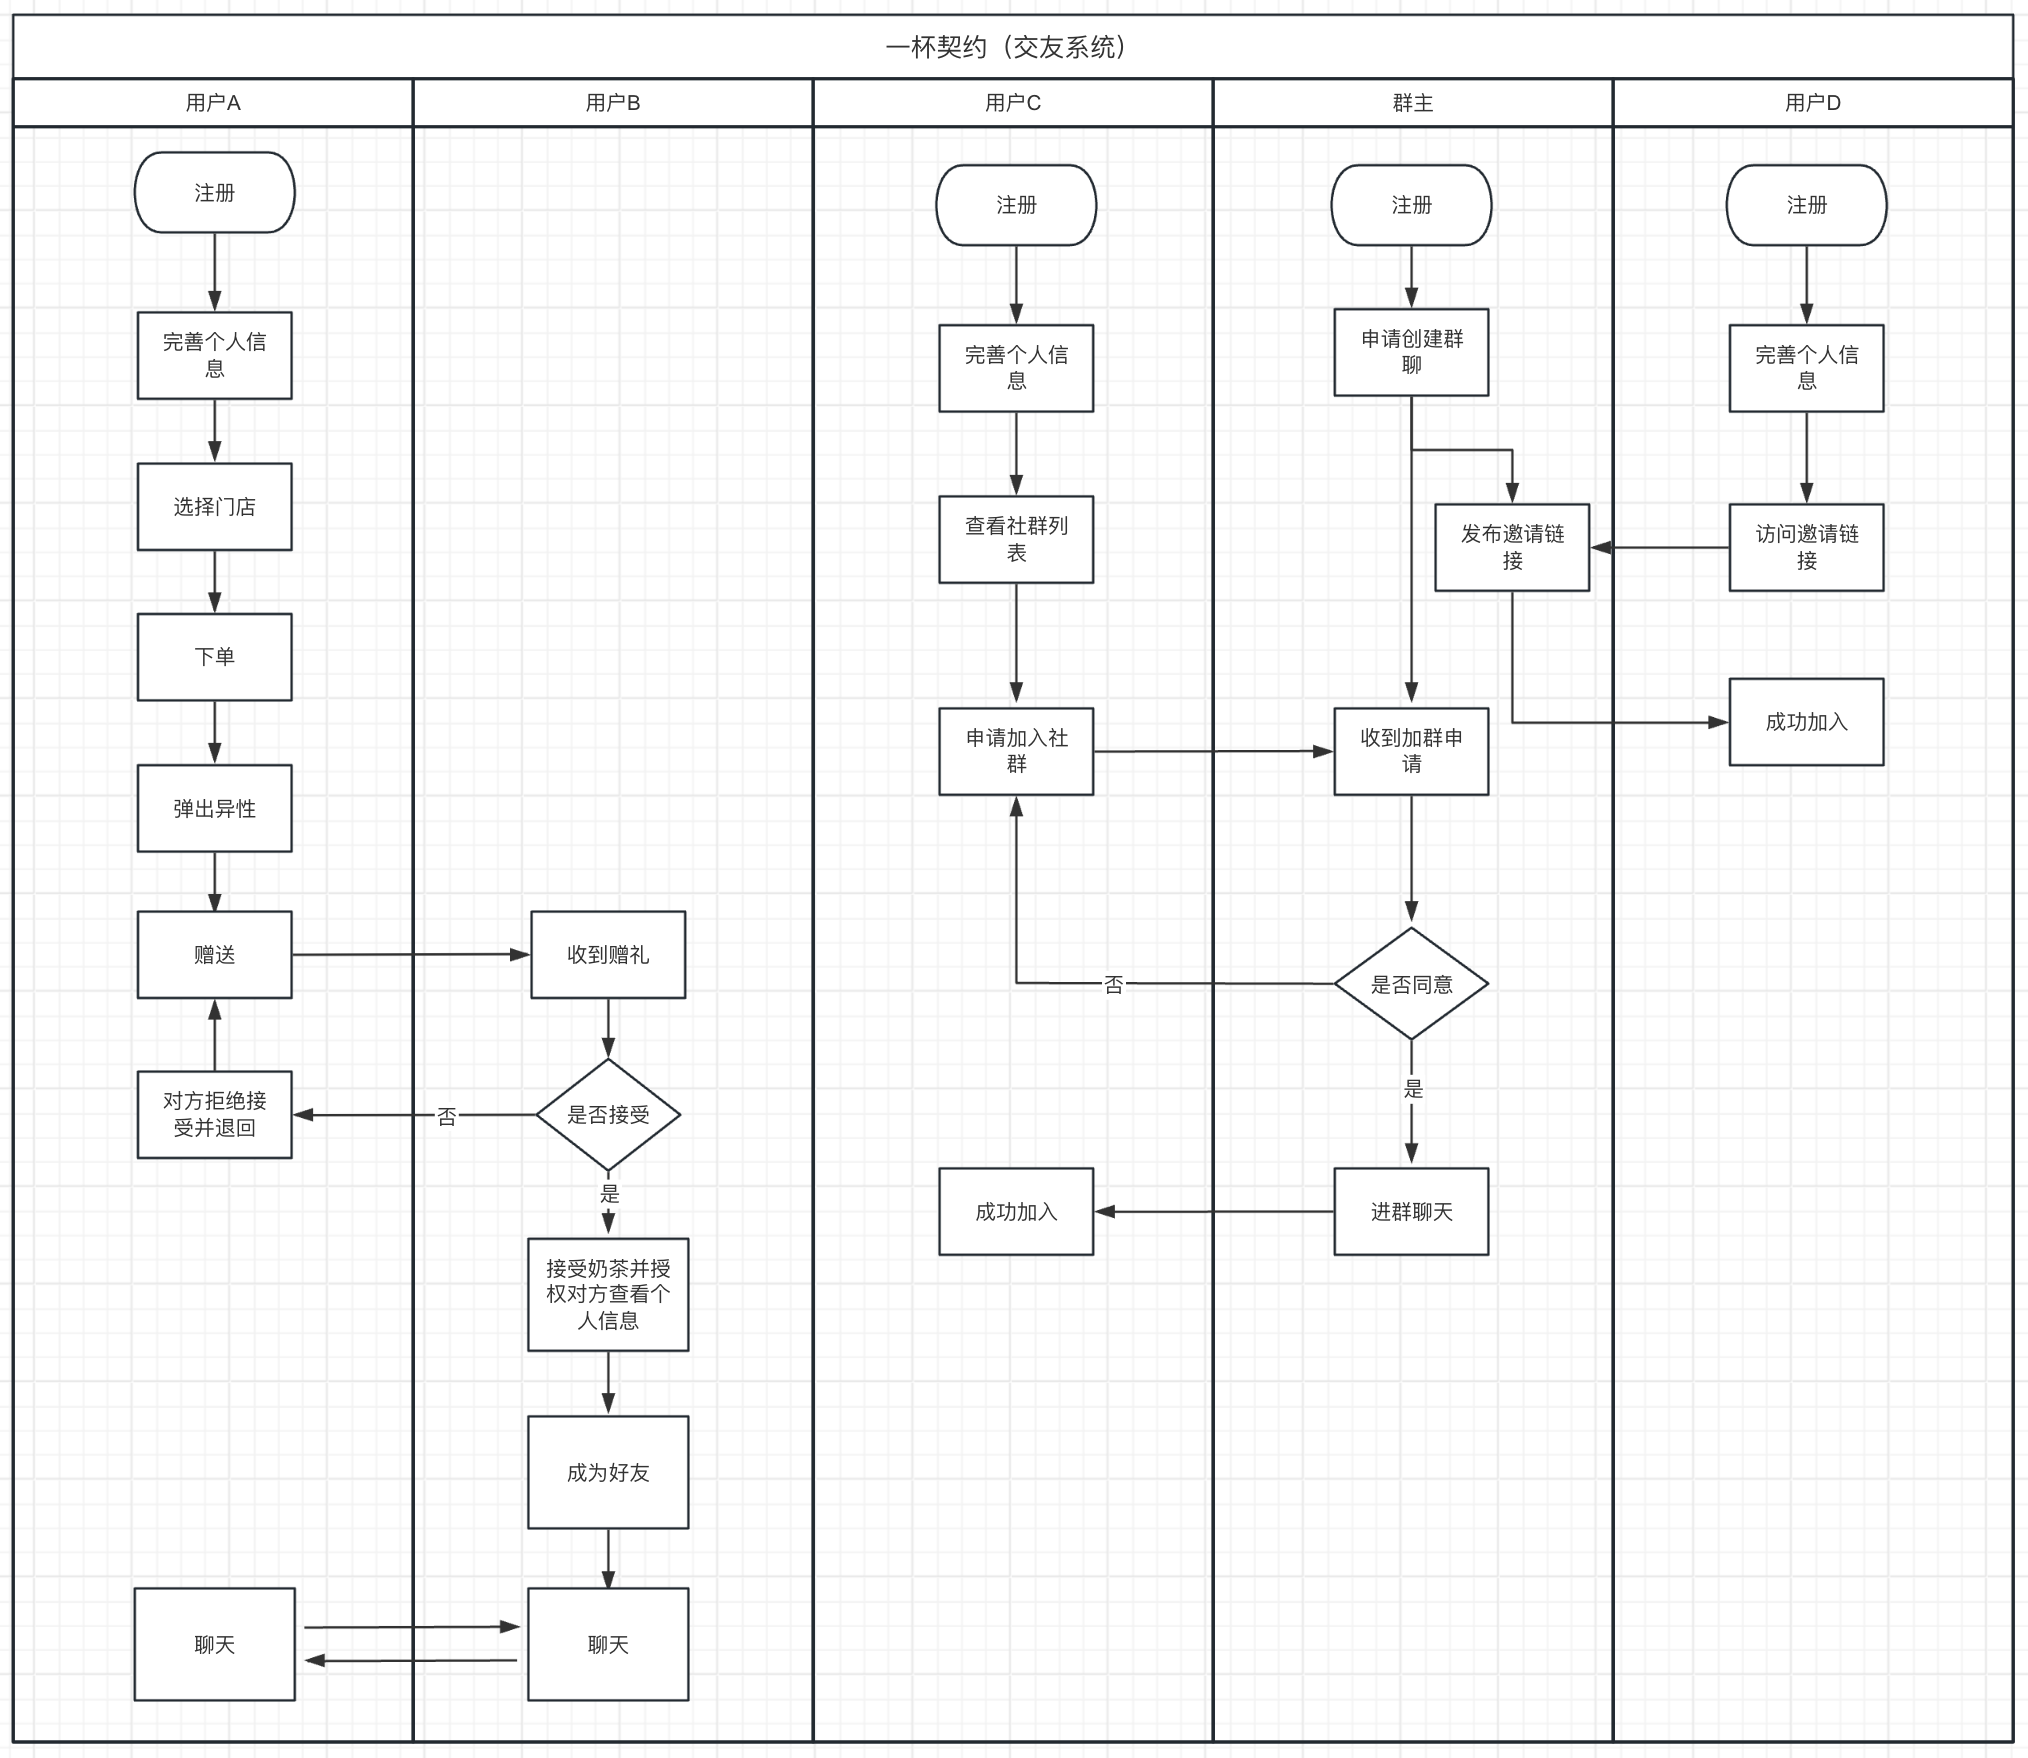 一杯契约（交友系统）
用户A
用户B
用户C
群主
用户D
注册
完善个人信
息
选择门店
下单
弹出异性
赠送
对方拒绝接
受并退回
聊天
收到赠礼
是否接受
否
是
接受奶茶并授
权对方查看个
人信息
成为好友
聊天
注册
完善个人信
息
查看社群列
表
申请加入社
群
否
成功加入
注册
申请创建群
聊
发布邀请链
接
收到加群申
请
是否同意
是
进群聊天
注册
完善个人信
息
访问邀请链
接
成功加入